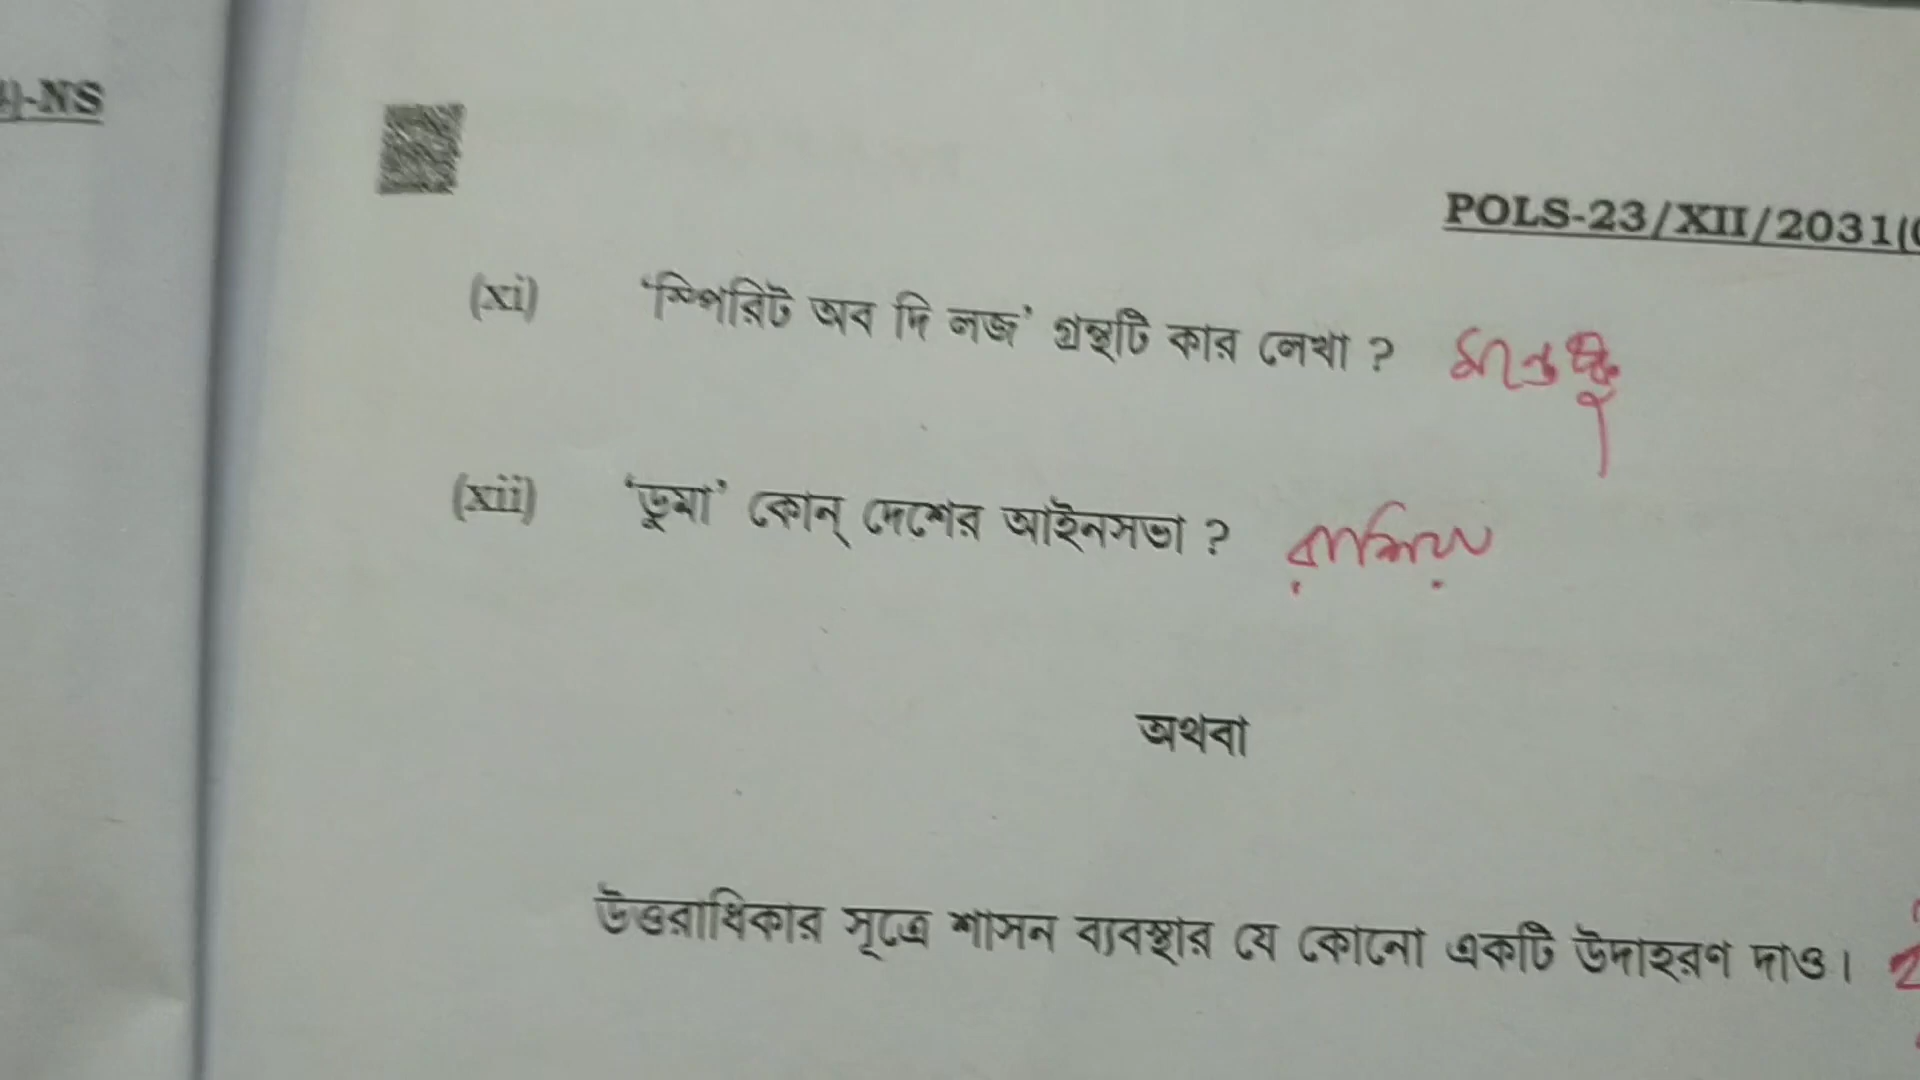 -NS
POLS-23/XII/2031(
(xi) ‘স্পিরিট অব দি লজ’ গ্রন্থটি কার লেখা ?
(xii) ‘ডুমা’ কোন্ দেশের আইনসভা ? রাশিয়া
অথবা
উত্তরাধিকার সূত্রে শাসন ব্যবস্থার যে কোনো একটি উদাহরণ দাও।